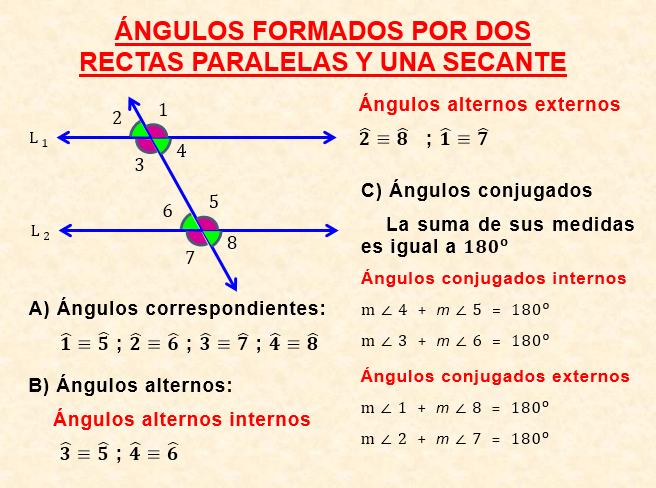 ÁNGULOS FORMADOS POR DOS
RECTAS PARALELAS Y UNA SECANTE
2 1
L 1
3 4
6 5
L 2
7 8
A) Ángulos correspondientes:
1̂ ≡ 5̂ ; 2̂ ≡ 6̂ ; 3̂ ≡ 7̂ ; 4̂ ≡ 8̂
B) Ángulos alternos:
Ángulos alternos internos
3̂ ≡ 5̂ ; 4̂ ≡ 6̂
Ángulos alternos externos
2̂ ≡ 8̂ ; 1̂ ≡ 7̂
C) Ángulos conjugados
La suma de sus medidas
es igual a 180º
Ángulos conjugados internos
m ∠ 4 + m ∠ 5 = 180º
m ∠ 3 + m ∠ 6 = 180º
Ángulos conjugados externos
m ∠ 1 + m ∠ 8 = 180º
m ∠ 2 + m ∠ 7 = 180º